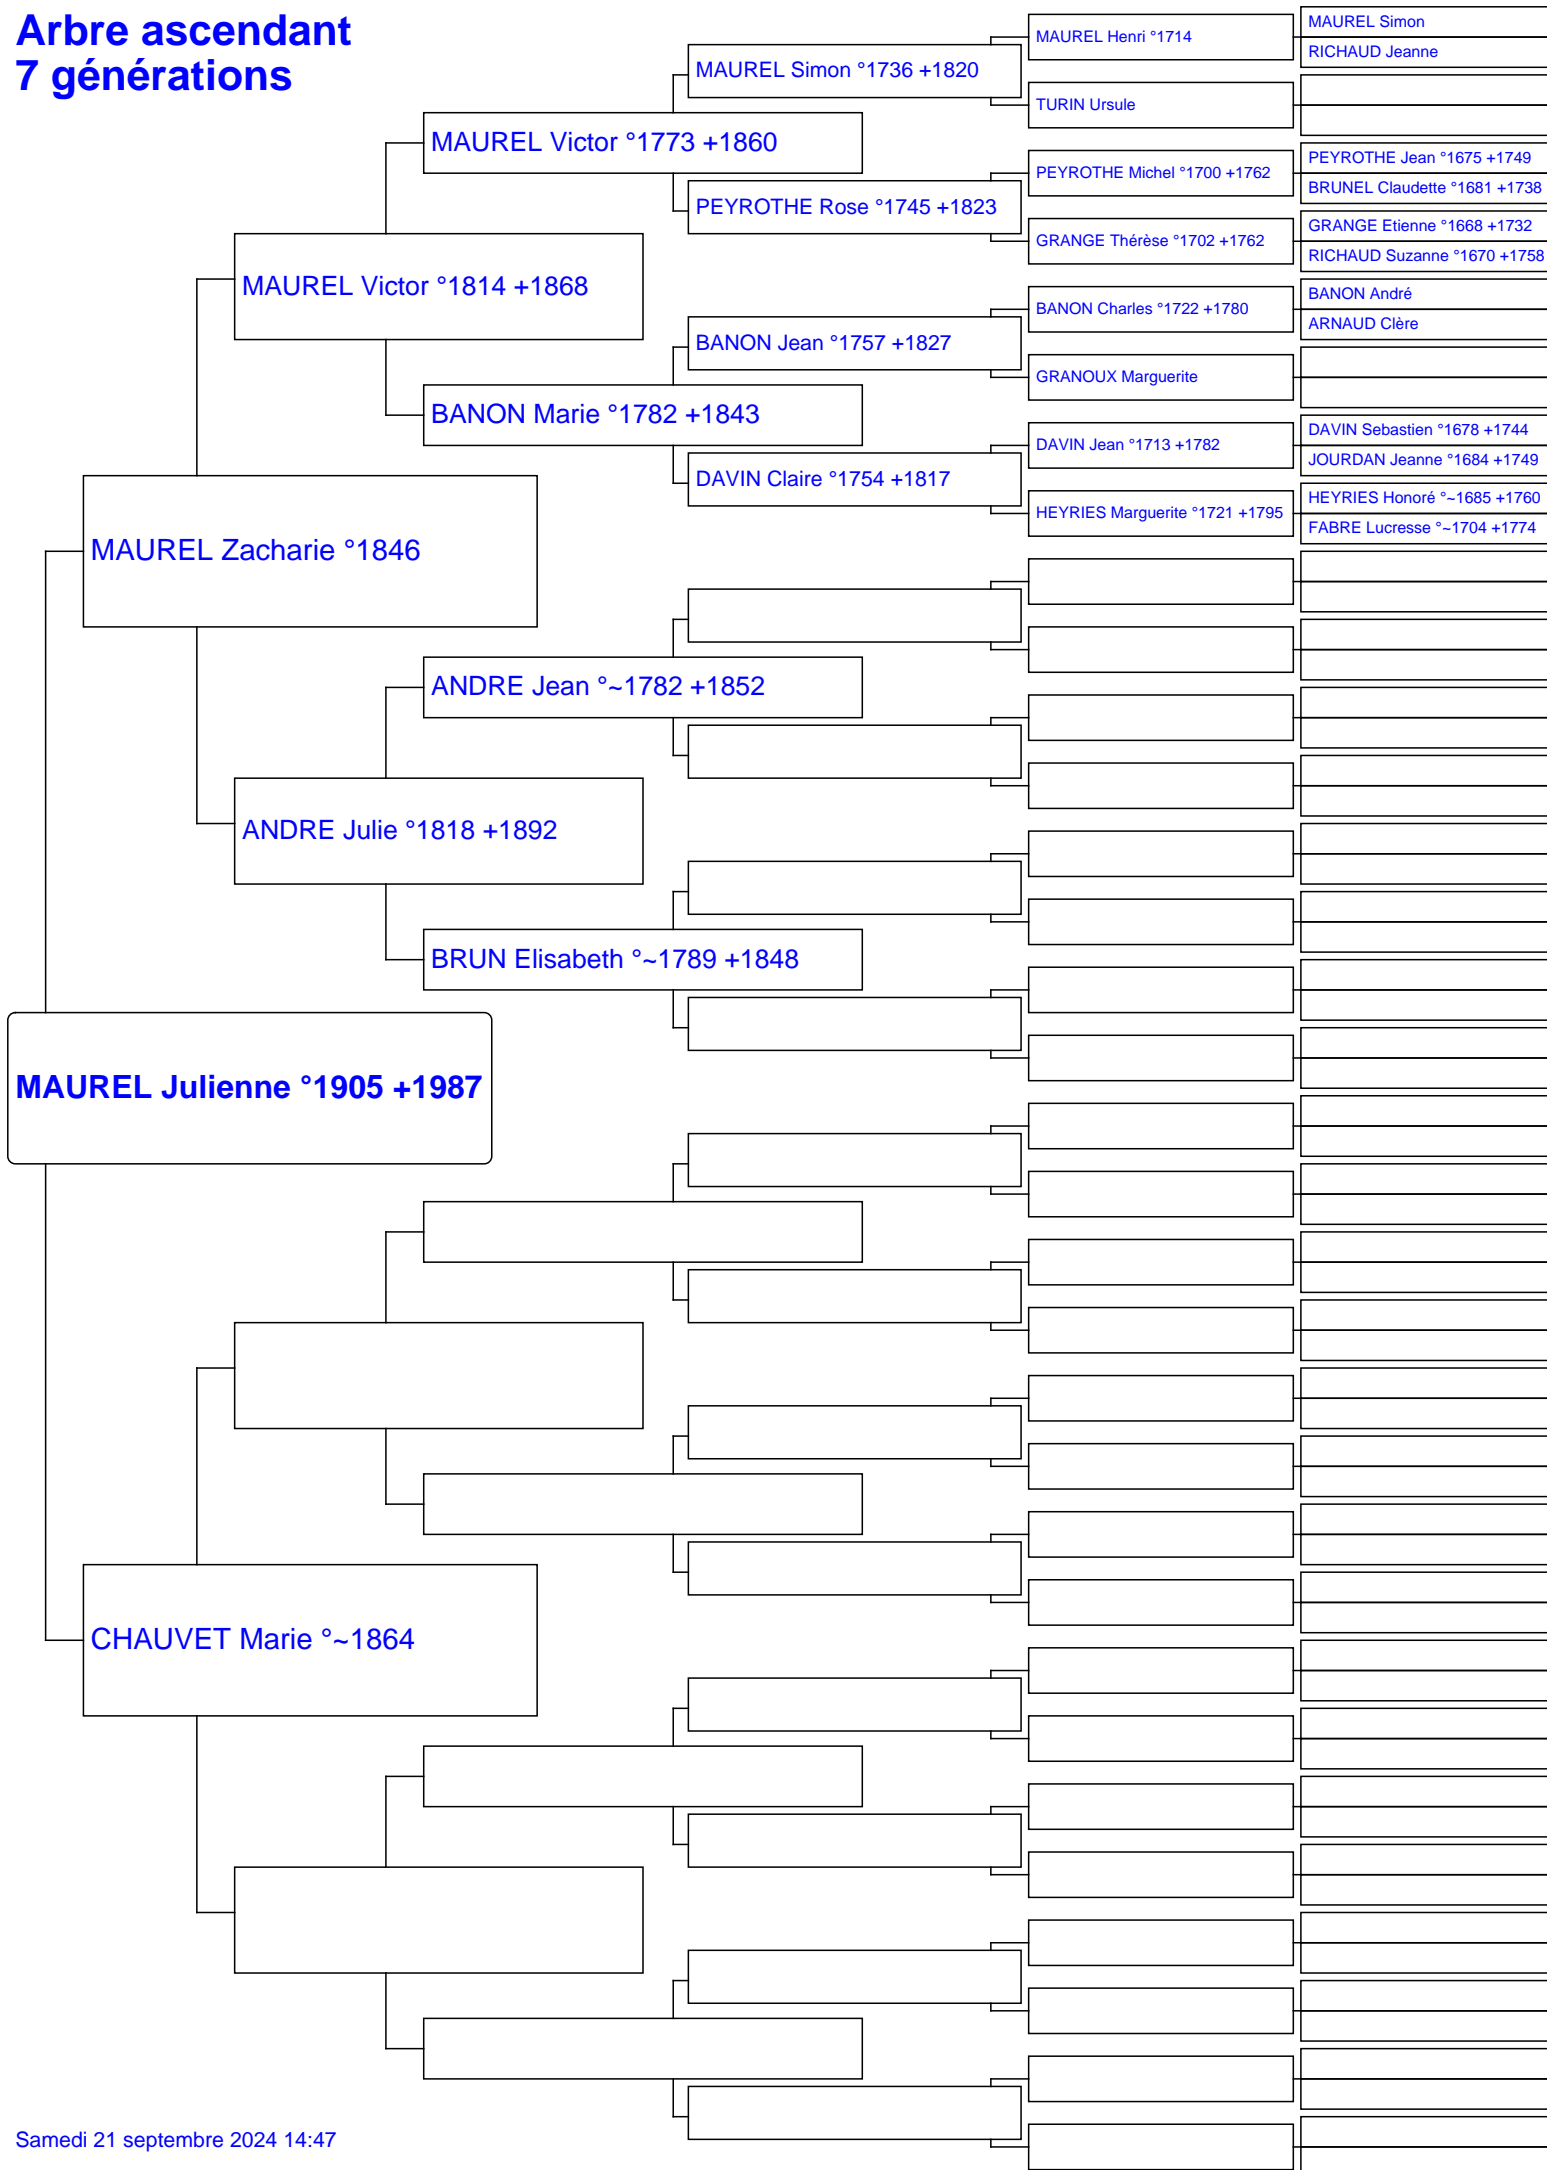 Arbre ascendant
7 générations
MAUREL Julienne °1905 +1987
MAUREL Zacharie °1846
CHAUVET Marie °~1864
MAUREL Victor °1814 +1868
ANDRE Julie °1818 +1892
MAUREL Victor °1773 +1860
BANON Marie °1782 +1843
ANDRE Jean °~1782 +1852
BRUN Elisabeth °~1789 +1848
MAUREL Simon °1736 +1820
PEYROTHE Rose °1745 +1823
BANON Jean °1757 +1827
DAVIN Claire °1754 +1817
MAUREL Henri °1714
TURIN Ursule
PEYROTHE Michel °1700 +1762
GRANGE Thérèse °1702 +1762
BANON Charles °1722 +1780
GRANOUX Marguerite
DAVIN Jean °1713 +1782
HEYRIES Marguerite °1721 +1795
MAUREL Simon
RICHAUD Jeanne
PEYROTHE Jean °1675 +1749
BRUNEL Claudette °1681 +1738
GRANGE Etienne °1668 +1732
RICHAUD Suzanne °1670 +1758
BANON André
ARNAUD Clère
DAVIN Sebastien °1678 +1744
JOURDAN Jeanne °1684 +1749
HEYRIES Honoré °~1685 +1760
FABRE Lucresse °~1704 +1774
Samedi 21 septembre 2024 14:47